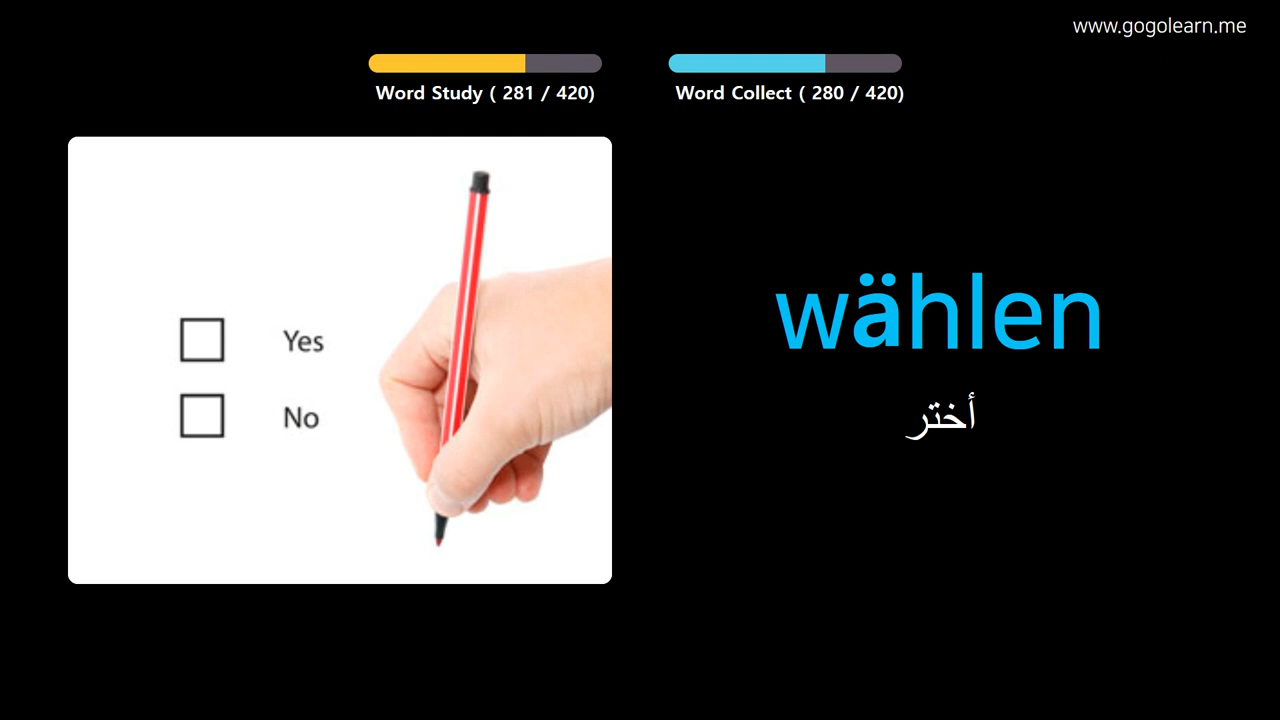 www.gogolearn.me
Word Study ( 281 / 420)
Word Collect ( 280 / 420)
Yes
No
wählen
أختر